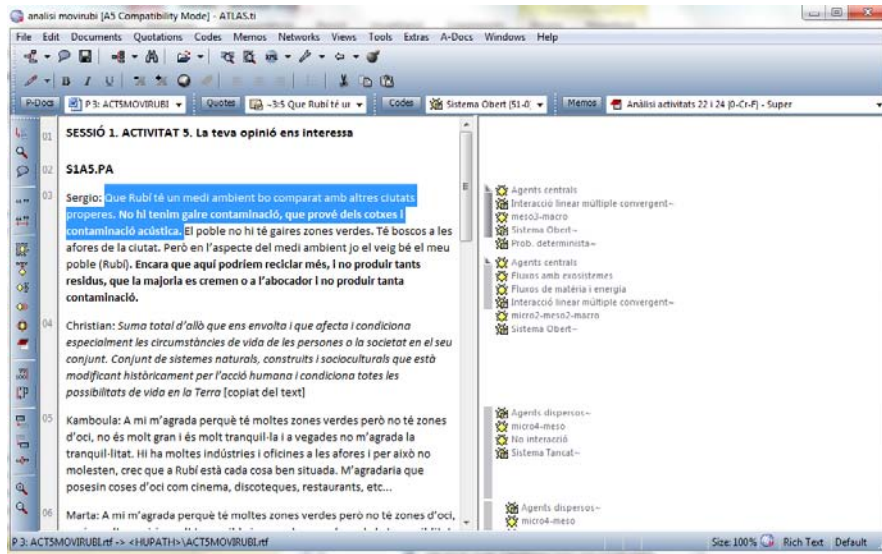 analisi movirubi [A5 Compatibility Mode] - ATLAS.ti
File Edit Documents Quotations Codes Memos Networks Views Tools Extras A-Docs Windows Help
P-Docs P 3: ACT5MOVIRUBI Quotes ~3:5 Que Rubí té ur Codes Sistema Obert {51-0} Memos Anàlisi activitats 22 i 24 {0-Cr-F} - Super
01 SESSIÓ 1. ACTIVITAT 5. La teva opinió ens interessa
02 S1A5.PA
03 Sergio: Que Rubí té un medi ambient bo comparat amb altres ciutats
properes. No hi tenim gaire contaminació, que prové dels cotxes i
contaminació acústica. El poble no hi té gaires zones verdes. Té boscos a les
afores de la ciutat. Però en l'aspecte del medi ambient jo el veig bé el meu
poble (Rubí). Encara que aquí podríem reciclar més, i no produir tants
residus, que la majoria es cremen o a l'abocador i no produir tanta
contaminació.
04 Christian: Suma total d'allò que ens envolta i que afecta i condiciona
especialment les circumstàncies de vida de les persones o la societat en el seu
conjunt. Conjunt de sistemes naturals, construits i socioculturals que està
modificant històricament per l'acció humana i condiciona totes les
possibilitats de vida en la Terra [copiat del text]
05 Kamboula: A mi m'agrada perquè té moltes zones verdes però no té zones
d'oci, no és molt gran i és molt tranquil·la i a vegades no m'agrada la
tranquil·litat. Hi ha moltes indústries i oficines a les afores i per això no
molesten, crec que a Rubí està cada cosa ben situada. M'agradaria que
posesin coses d'oci com cinema, discoteques, restaurants, etc...
06 Marta: A mi m'agrada perquè té moltes zones verdes però no té zones d'oci,
Agents centrals
Interacció linear múltiple convergent~
meso3-macro
Sistema Obert~
Prob. determinista~
Agents centrals
Fluxos amb exosistemes
Fluxos de matèria i energia
Interacció linear múltiple convergent~
micro2-meso2-macro
Sistema Obert~
Agents dispersos~
micro4-meso
No interacció
Sistema Tancat~
Agents dispersos~
micro4-meso
P 3: ACT5MOVIRUBI.rtf -> <HUPATH>\ACT5MOVIRUBI.rtf Size: 100% Rich Text Default